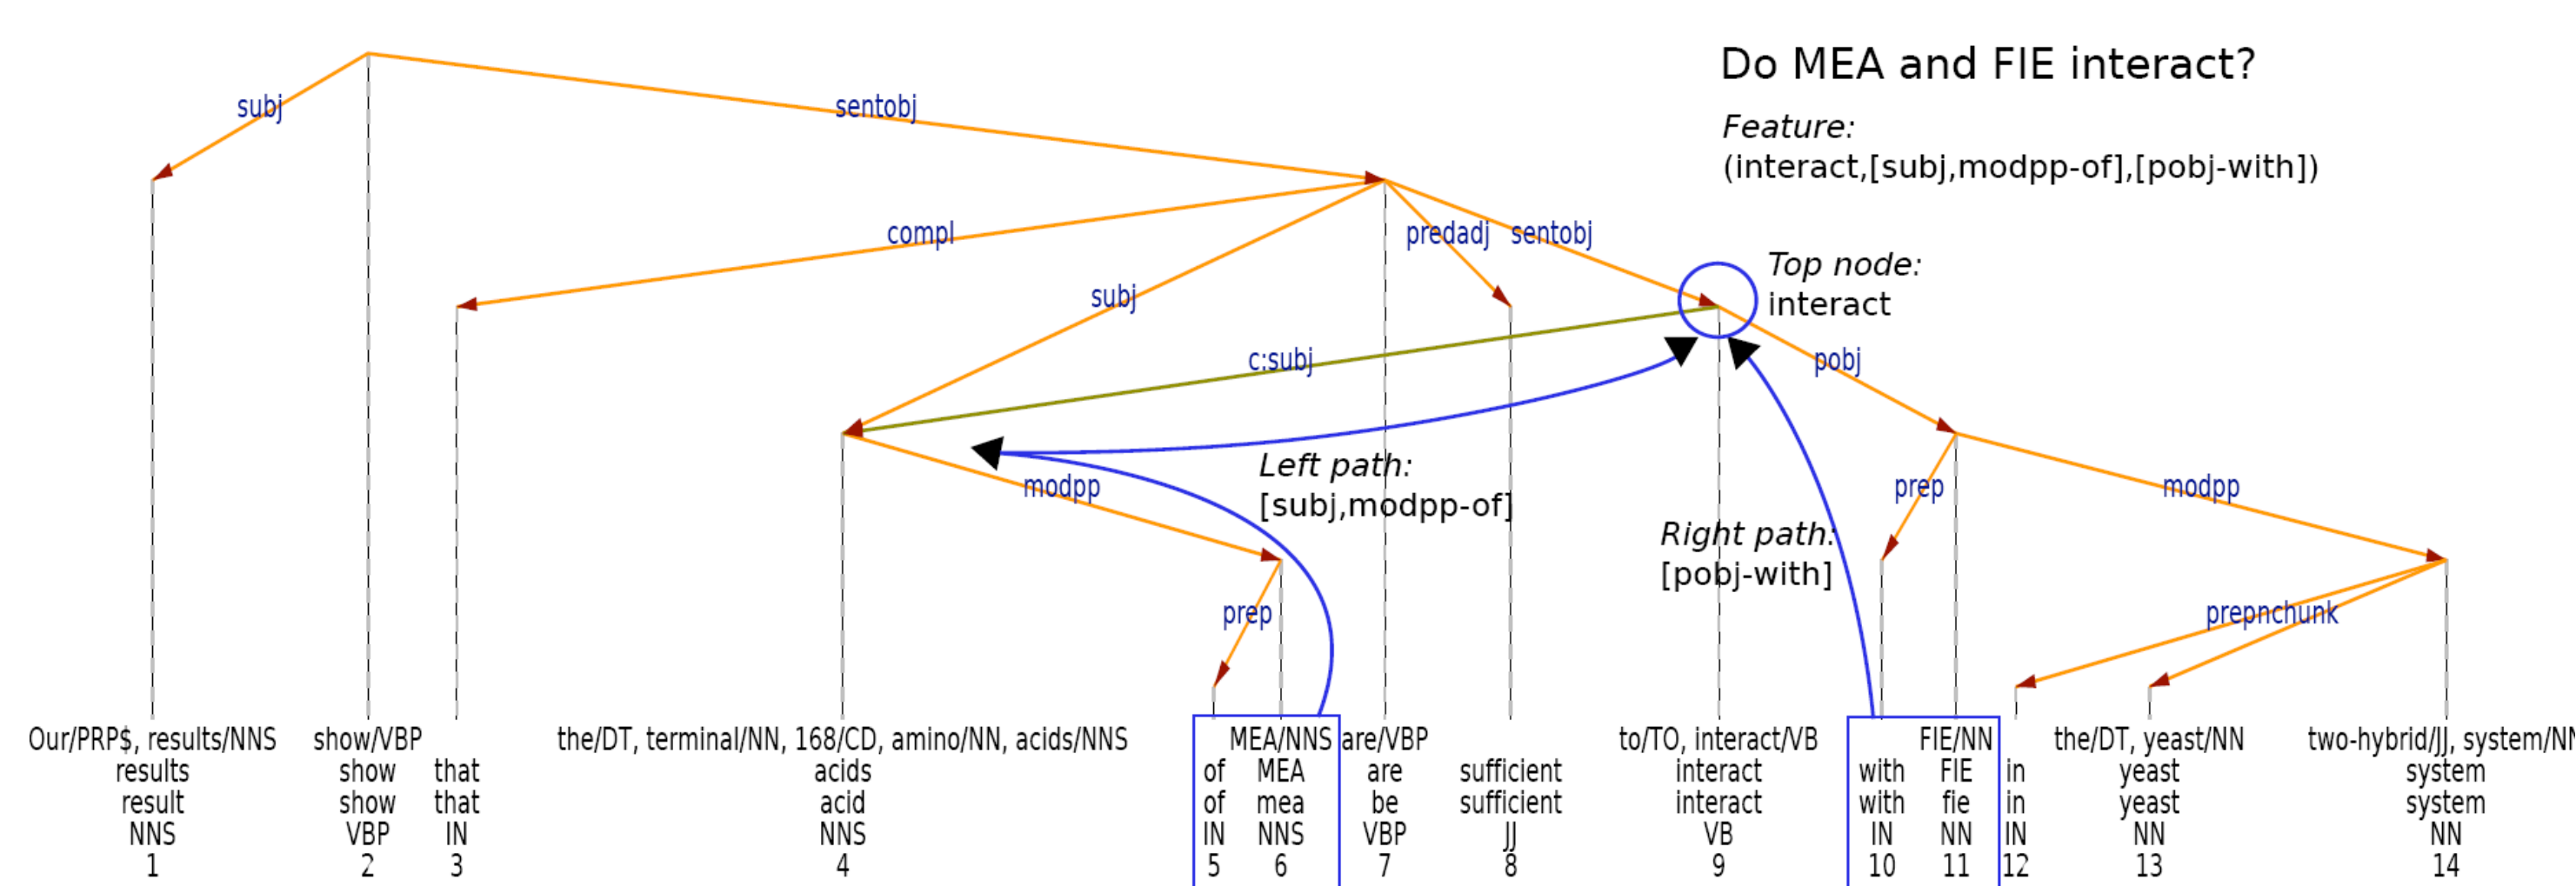 Do MEA and FIE interact?
subj
sentobj
Feature:
(interact,[subj,modpp-of],[pobj-with])
compl
predadj
sentobj
Top node:
interact
subj
c:subj
pobj
Left path:
[subj,modpp-of]
modpp
prep
modpp
Right path:
[pobj-with]
prep
prepnchunk
Our/PRP$, results/NNS show/VBP the/DT, terminal/NN, 168/CD, amino/NN, acids/NNS MEA/NNS are/VBP to/TO, interact/VB FIE/NN the/DT, yeast/NN two-hybrid/JJ, system/NN
results show that acids of MEA are sufficient interact with FIE in yeast system
result show that acid of mea be sufficient interact with fie in yeast system
NNS VBP IN NNS IN NNS VBP JJ VB IN NN IN NN NN
1 2 3 4 5 6 7 8 9 10 11 12 13 14